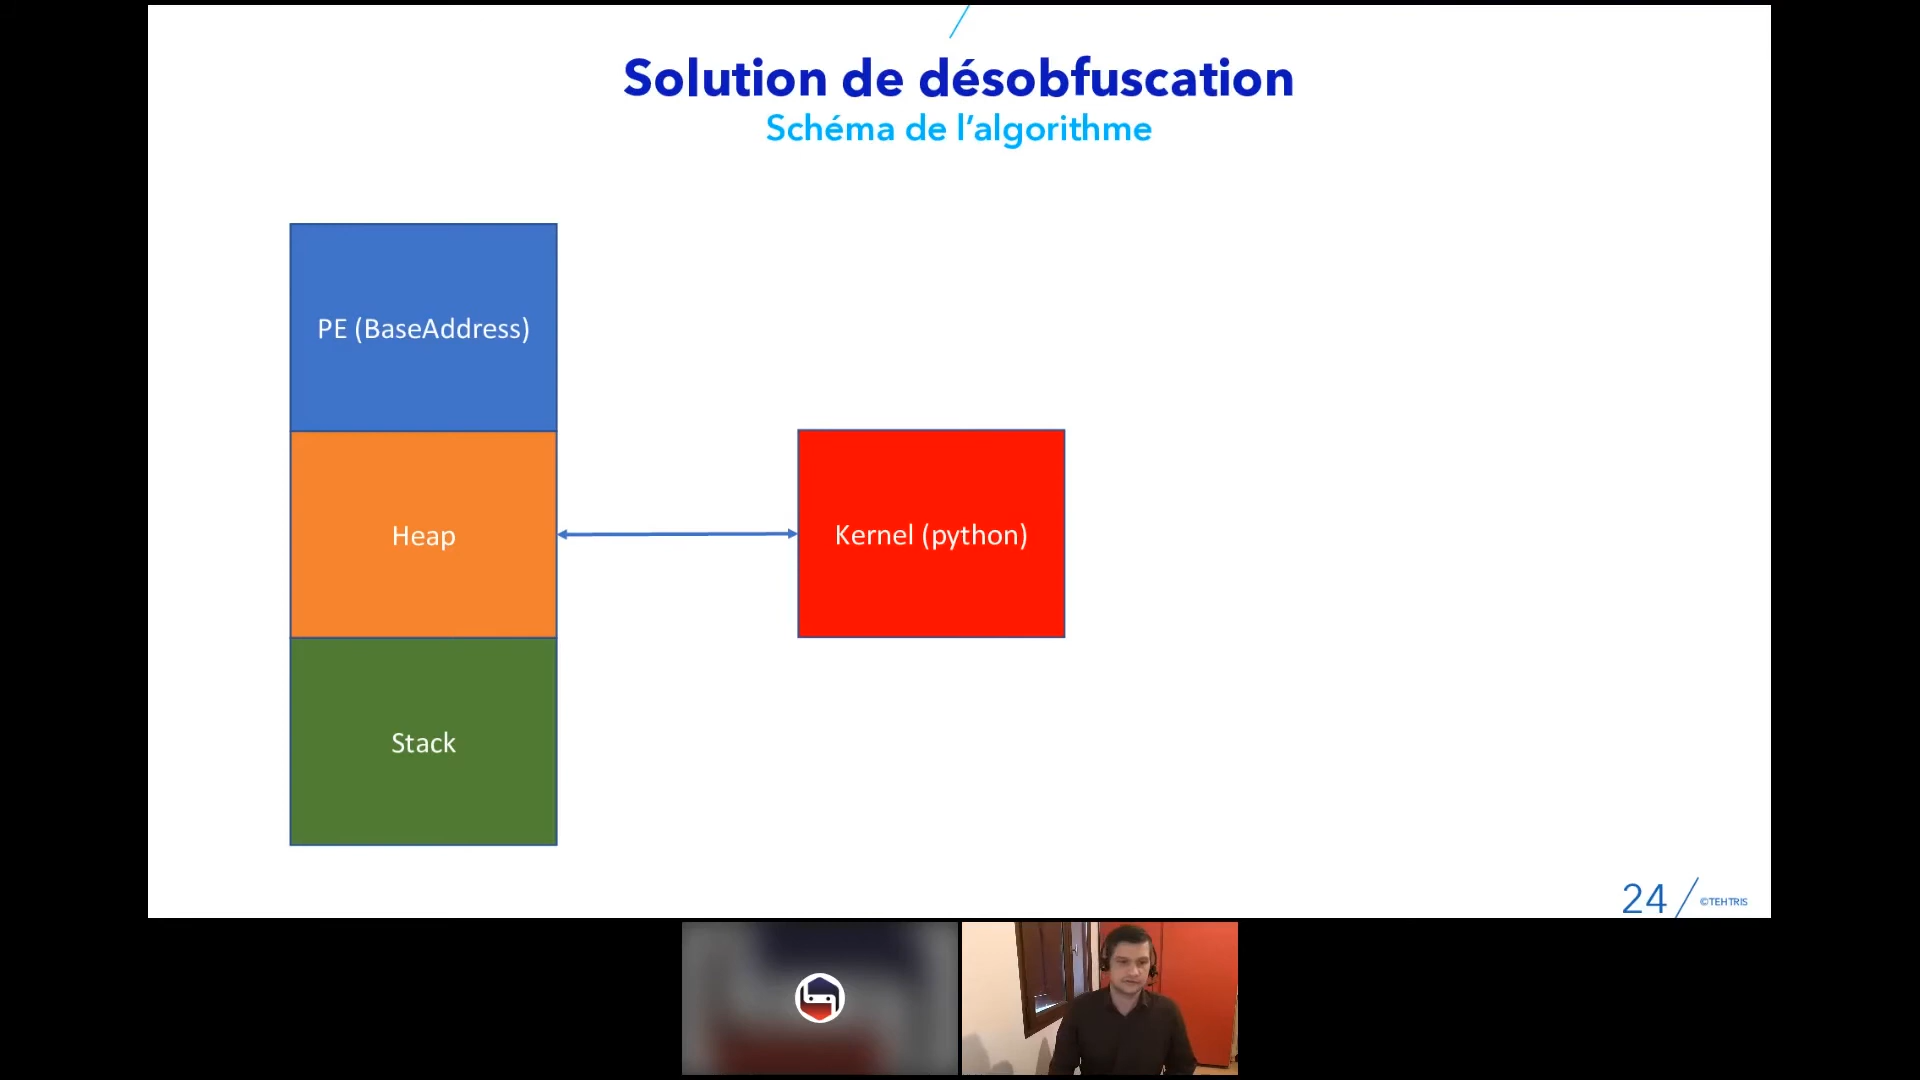 Solution de désobfuscation
Schéma de l'algorithme
PE (BaseAddress)
Heap
Kernel (python)
Stack
24
©TEHTRIS